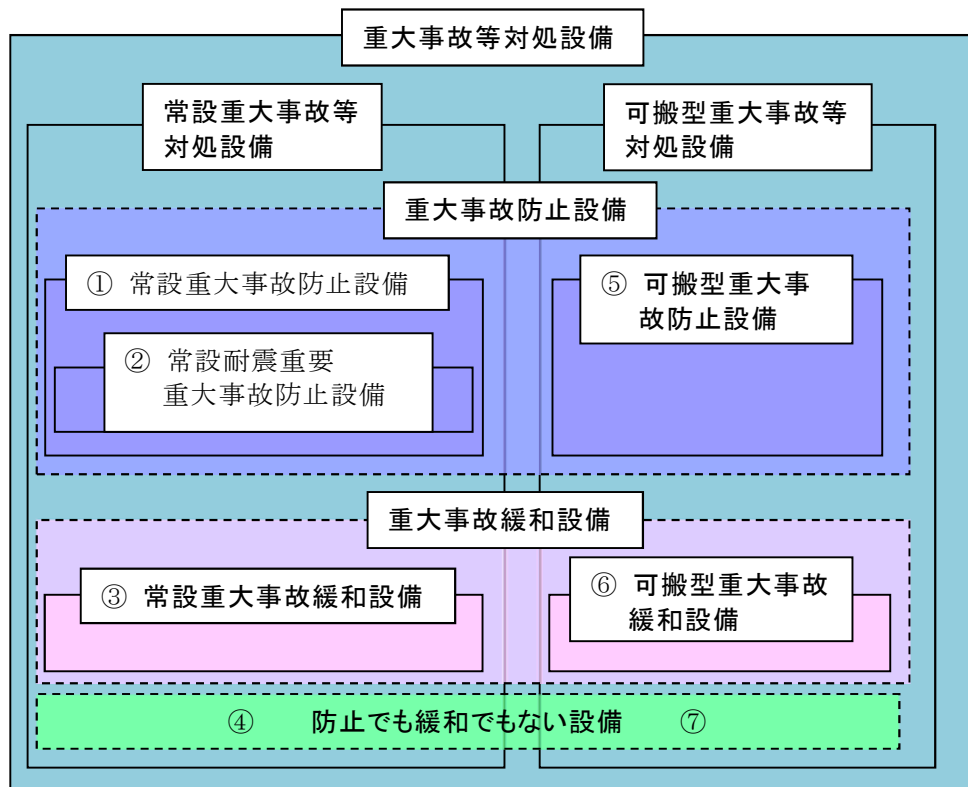 重大事故等対処設備
常設重大事故等
対処設備
可搬型重大事故等
対処設備
重大事故防止設備
① 常設重大事故防止設備
② 常設耐震重要
重大事故防止設備
⑤ 可搬型重大事
故防止設備
重大事故緩和設備
③ 常設重大事故緩和設備
⑥ 可搬型重大事故
緩和設備
④ 防止でも緩和でもない設備 ⑦